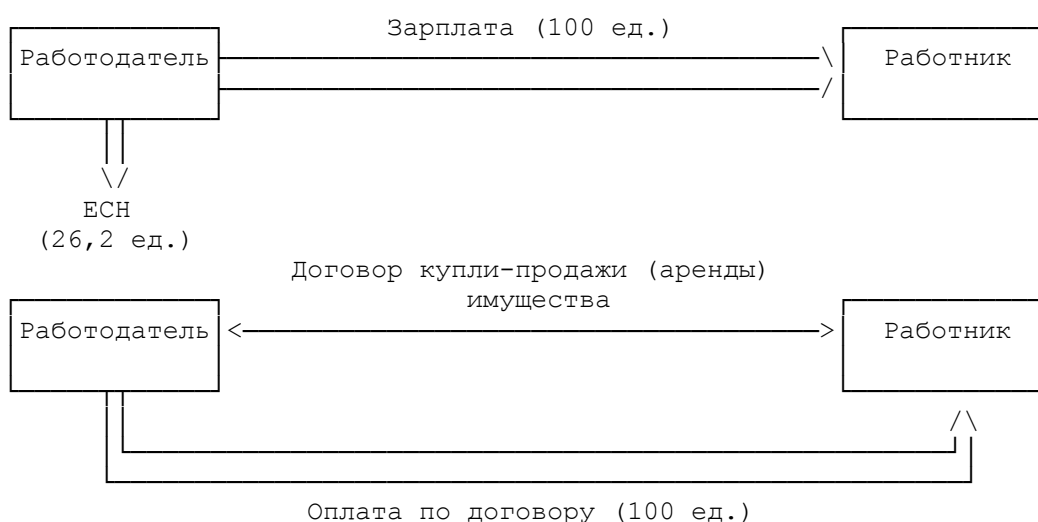 Зарплата (100 ед.)
Работодатель
Работник
ЕСН
(26,2 ед.)
Договор купли-продажи (аренды)
имущества
Работодатель
Работник
Оплата по договору (100 ед.)